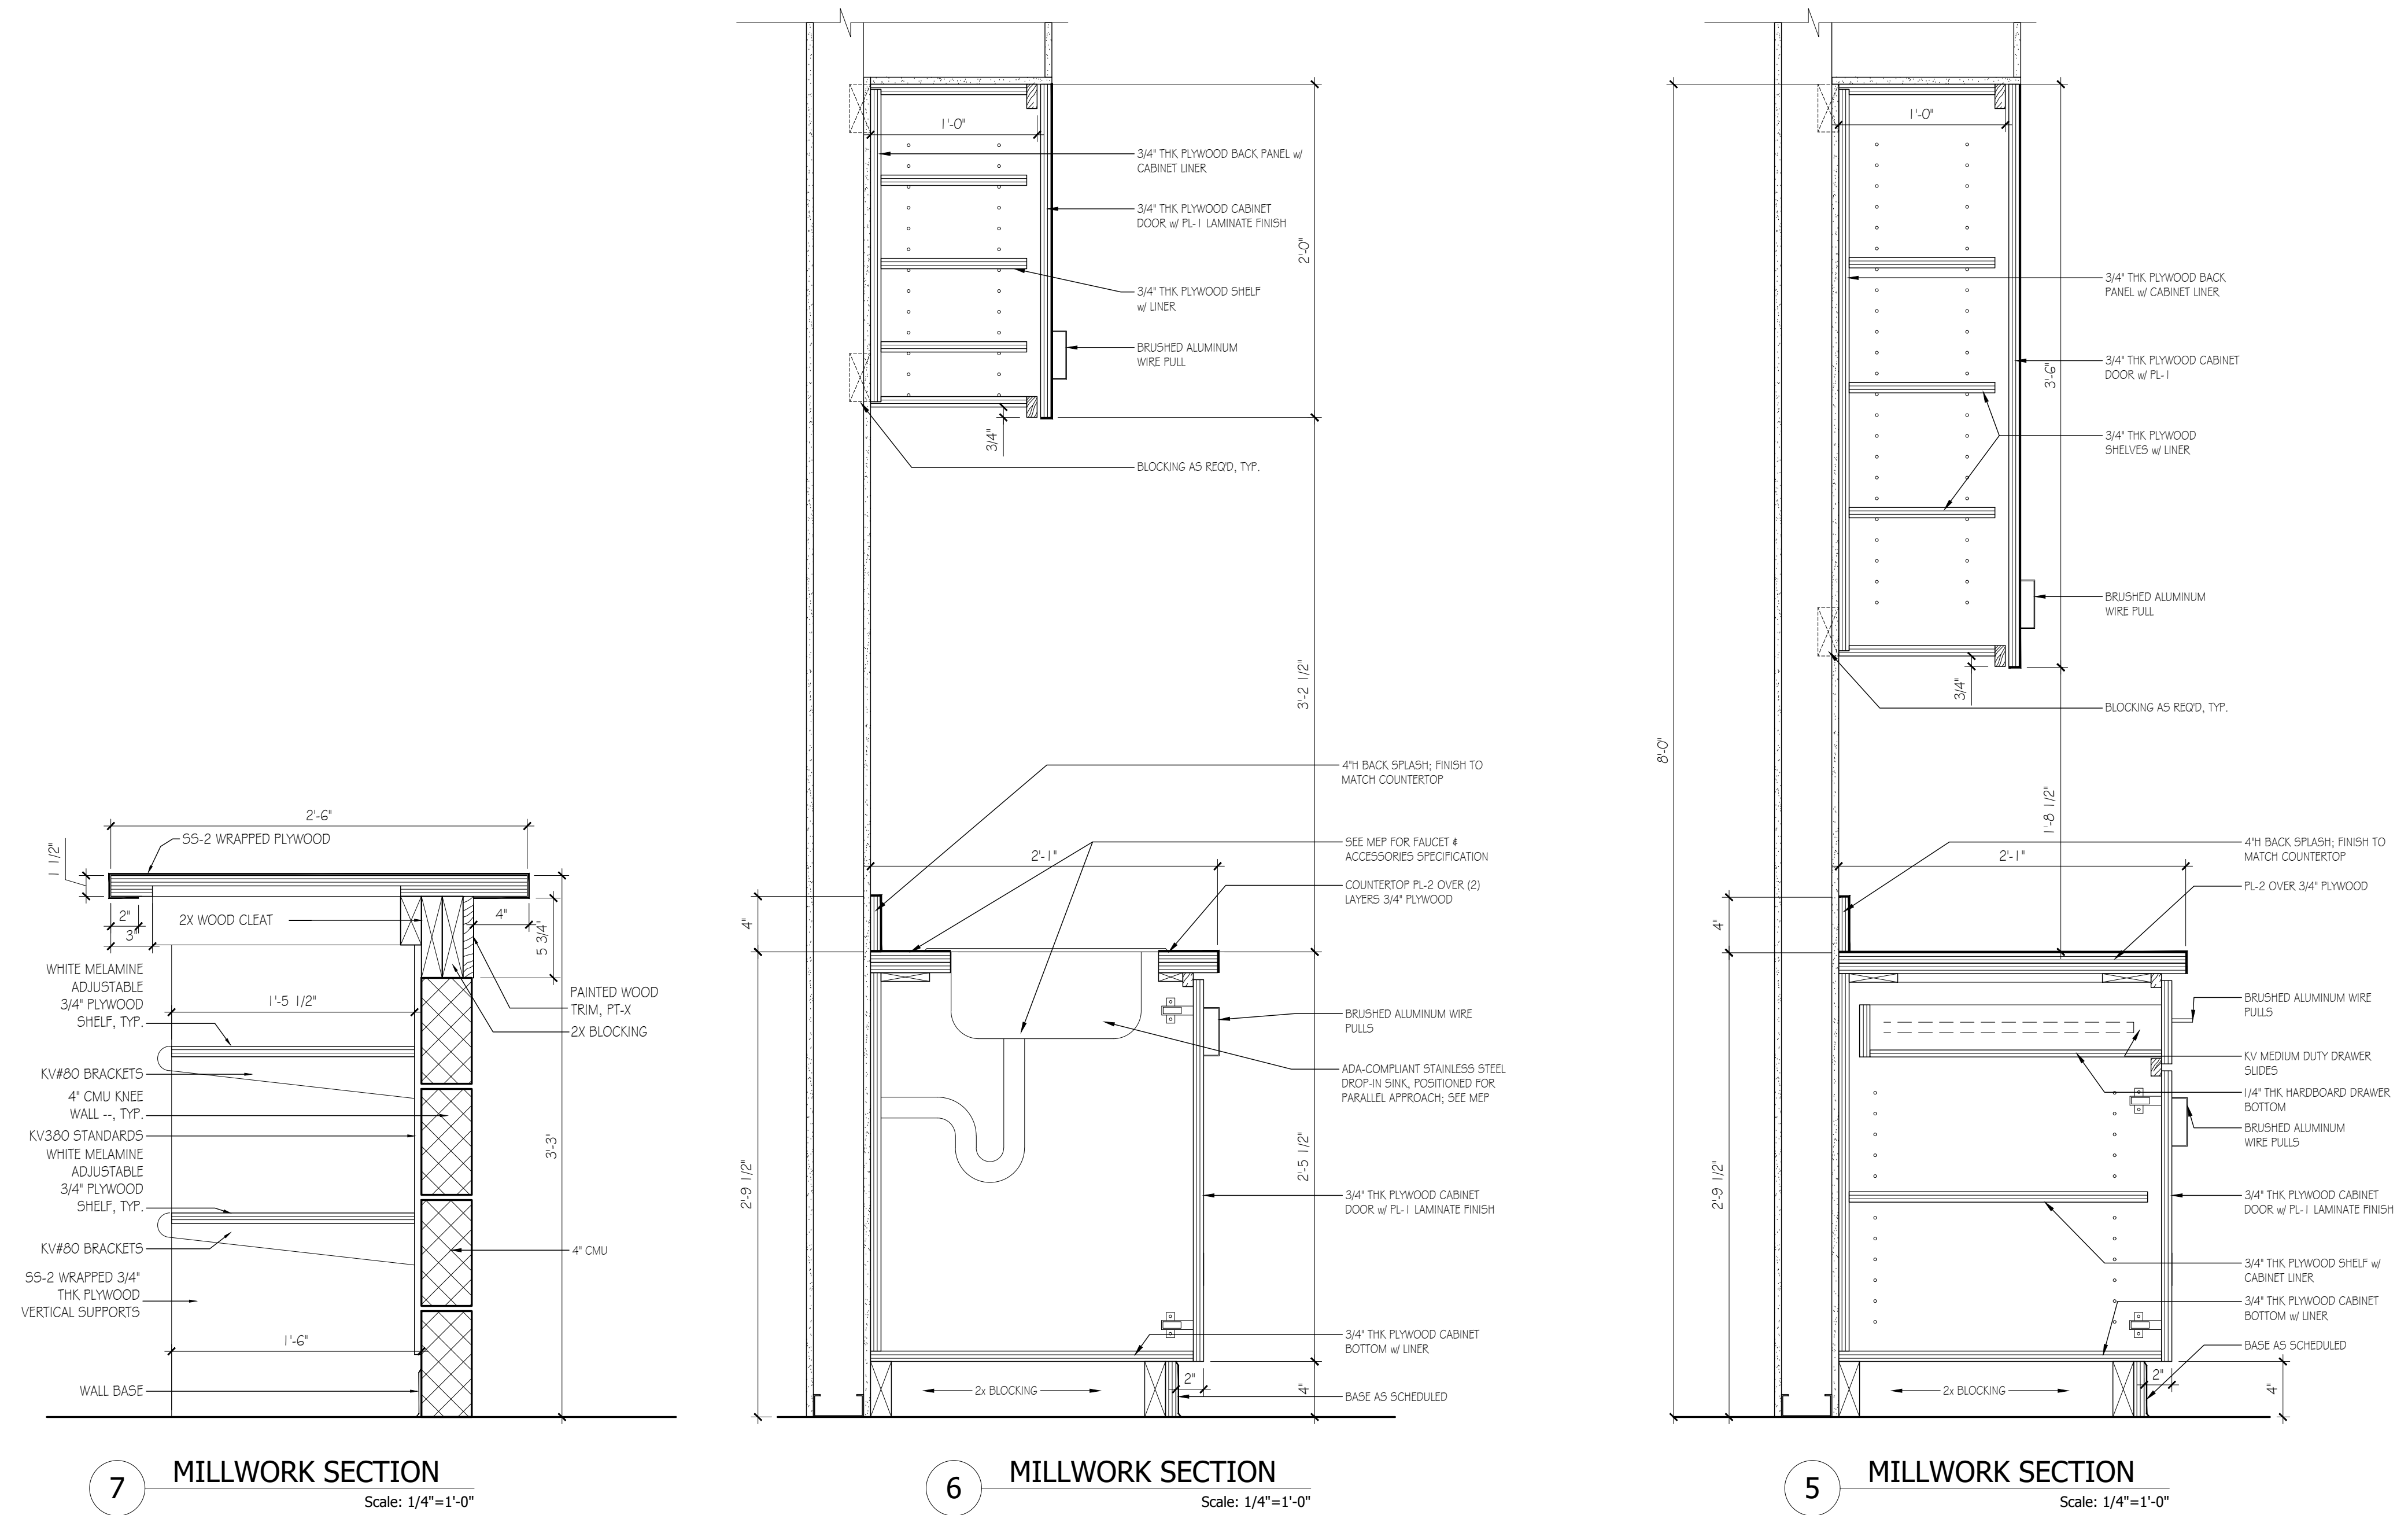 2'-6"
SS-2 WRAPPED PLYWOOD
1 1/2"
2"
3"
2X WOOD CLEAT
4"
5 3/4"
WHITE MELAMINE
ADJUSTABLE
3/4" PLYWOOD
SHELF, TYP.
1'-5 1/2"
PAINTED WOOD
TRIM, PT-X
2X BLOCKING
KV#80 BRACKETS
4" CMU KNEE
WALL --, TYP.
KV380 STANDARDS
WHITE MELAMINE
ADJUSTABLE
3/4" PLYWOOD
SHELF, TYP.
3'-3"
KV#80 BRACKETS
4" CMU
SS-2 WRAPPED 3/4"
THK PLYWOOD
VERTICAL SUPPORTS
1'-6"
WALL BASE
7
MILLWORK SECTION
Scale: 1/4"=1'-0"
1'-0"
3/4" THK PLYWOOD BACK PANEL w/
CABINET LINER
3/4" THK PLYWOOD CABINET
DOOR w/ PL-1 LAMINATE FINISH
2'-0"
3/4" THK PLYWOOD SHELF
w/ LINER
BRUSHED ALUMINUM
WIRE PULL
3/4"
BLOCKING AS REQ'D, TYP.
3'-2 1/2"
4"H BACK SPLASH; FINISH TO
MATCH COUNTERTOP
SEE MEP FOR FAUCET &
ACCESSORIES SPECIFICATION
2'-1"
COUNTERTOP PL-2 OVER (2)
LAYERS 3/4" PLYWOOD
4"
BRUSHED ALUMINUM WIRE
PULLS
ADA-COMPLIANT STAINLESS STEEL
DROP-IN SINK, POSITIONED FOR
PARALLEL APPROACH; SEE MEP
2'-9 1/2"
2'-5 1/2"
3/4" THK PLYWOOD CABINET
DOOR w/ PL-1 LAMINATE FINISH
3/4" THK PLYWOOD CABINET
BOTTOM w/ LINER
2"
4"
2x BLOCKING
BASE AS SCHEDULED
6
MILLWORK SECTION
Scale: 1/4"=1'-0"
1'-0"
3/4" THK PLYWOOD BACK
PANEL w/ CABINET LINER
3/4" THK PLYWOOD CABINET
DOOR w/ PL-1
3'-6"
3/4" THK PLYWOOD
SHELVES w/ LINER
BRUSHED ALUMINUM
WIRE PULL
3/4"
BLOCKING AS REQ'D, TYP.
8'-0"
1'-8 1/2"
4"H BACK SPLASH; FINISH TO
MATCH COUNTERTOP
2'-1"
PL-2 OVER 3/4" PLYWOOD
4"
BRUSHED ALUMINUM WIRE
PULLS
KV MEDIUM DUTY DRAWER
SLIDES
1/4" THK HARDBOARD DRAWER
BOTTOM
BRUSHED ALUMINUM
WIRE PULLS
2'-9 1/2"
3/4" THK PLYWOOD CABINET
DOOR w/ PL-1 LAMINATE FINISH
3/4" THK PLYWOOD SHELF w/
CABINET LINER
3/4" THK PLYWOOD CABINET
BOTTOM w/ LINER
BASE AS SCHEDULED
2"
4"
2x BLOCKING
5
MILLWORK SECTION
Scale: 1/4"=1'-0"